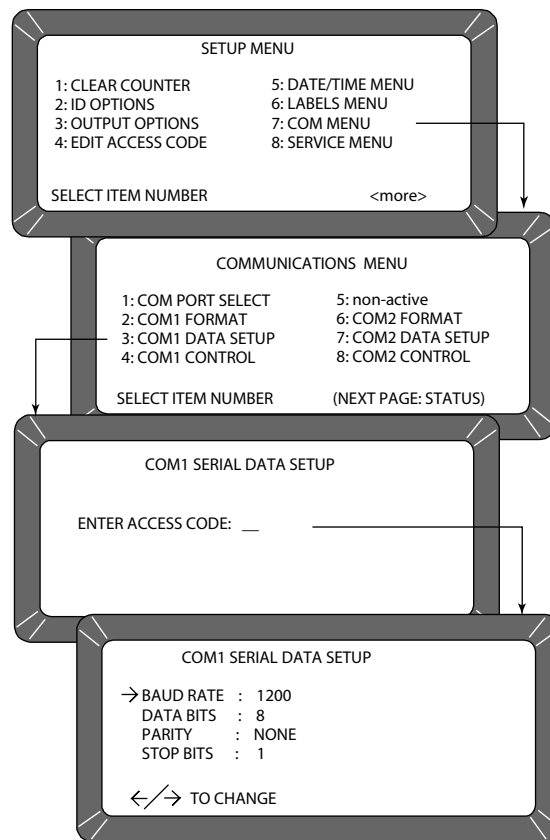 SETUP MENU
1: CLEAR COUNTER 5: DATE/TIME MENU
2: ID OPTIONS 6: LABELS MENU
3: OUTPUT OPTIONS 7: COM MENU
4: EDIT ACCESS CODE 8: SERVICE MENU
SELECT ITEM NUMBER <more>
COMMUNICATIONS MENU
1: COM PORT SELECT 5: non-active
2: COM1 FORMAT 6: COM2 FORMAT
3: COM1 DATA SETUP 7: COM2 DATA SETUP
4: COM1 CONTROL 8: COM2 CONTROL
SELECT ITEM NUMBER (NEXT PAGE: STATUS)
COM1 SERIAL DATA SETUP
ENTER ACCESS CODE: __
COM1 SERIAL DATA SETUP
→ BAUD RATE : 1200
DATA BITS : 8
PARITY : NONE
STOP BITS : 1
←/→ TO CHANGE